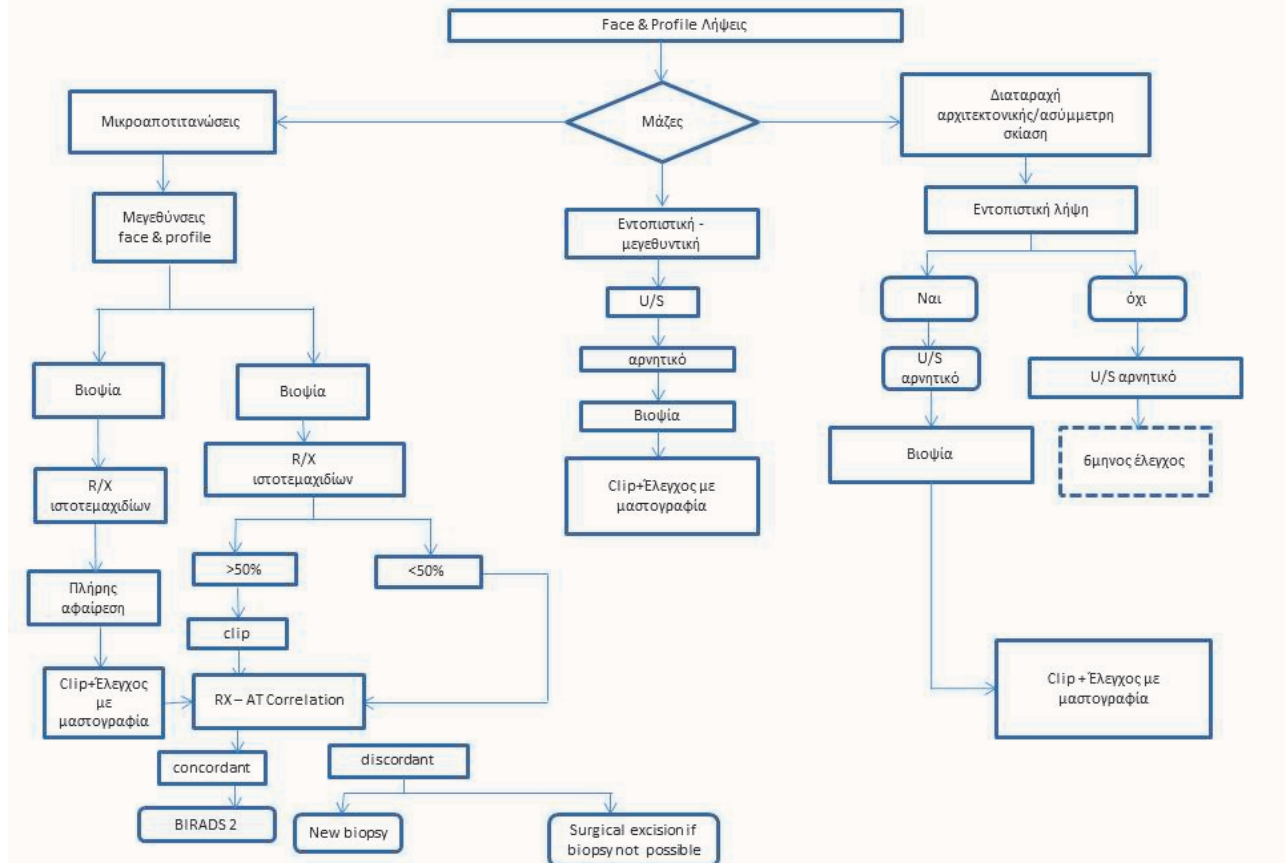 Face & Profile Λήψεις
Μικροαποτιτανώσεις
Μάζες
Διαταραχή
αρχιτεκτονικής/ασύμμετρη
σκίαση
Μεγεθύνσεις
face & profile
Εντοπιστική -
μεγεθυντική
Εντοπιστική λήψη
U/S
Ναι
όχι
αρνητικό
U/S
αρνητικό
U/S αρνητικό
Βιοψία
Βιοψία
Βιοψία
Βιοψία
6μηνος έλεγχος
R/X
ιστοτεμαχιδίων
R/X
ιστοτεμαχιδίων
Clip+Έλεγχος με
μαστογραφία
>50%
<50%
Πλήρης
αφαίρεση
clip
Clip+Έλεγχος
με
μαστογραφία
RX – AT Correlation
Clip + Έλεγχος με
μαστογραφία
concordant
discordant
BIRADS 2
New biopsy
Surgical excision if
biopsy not possible